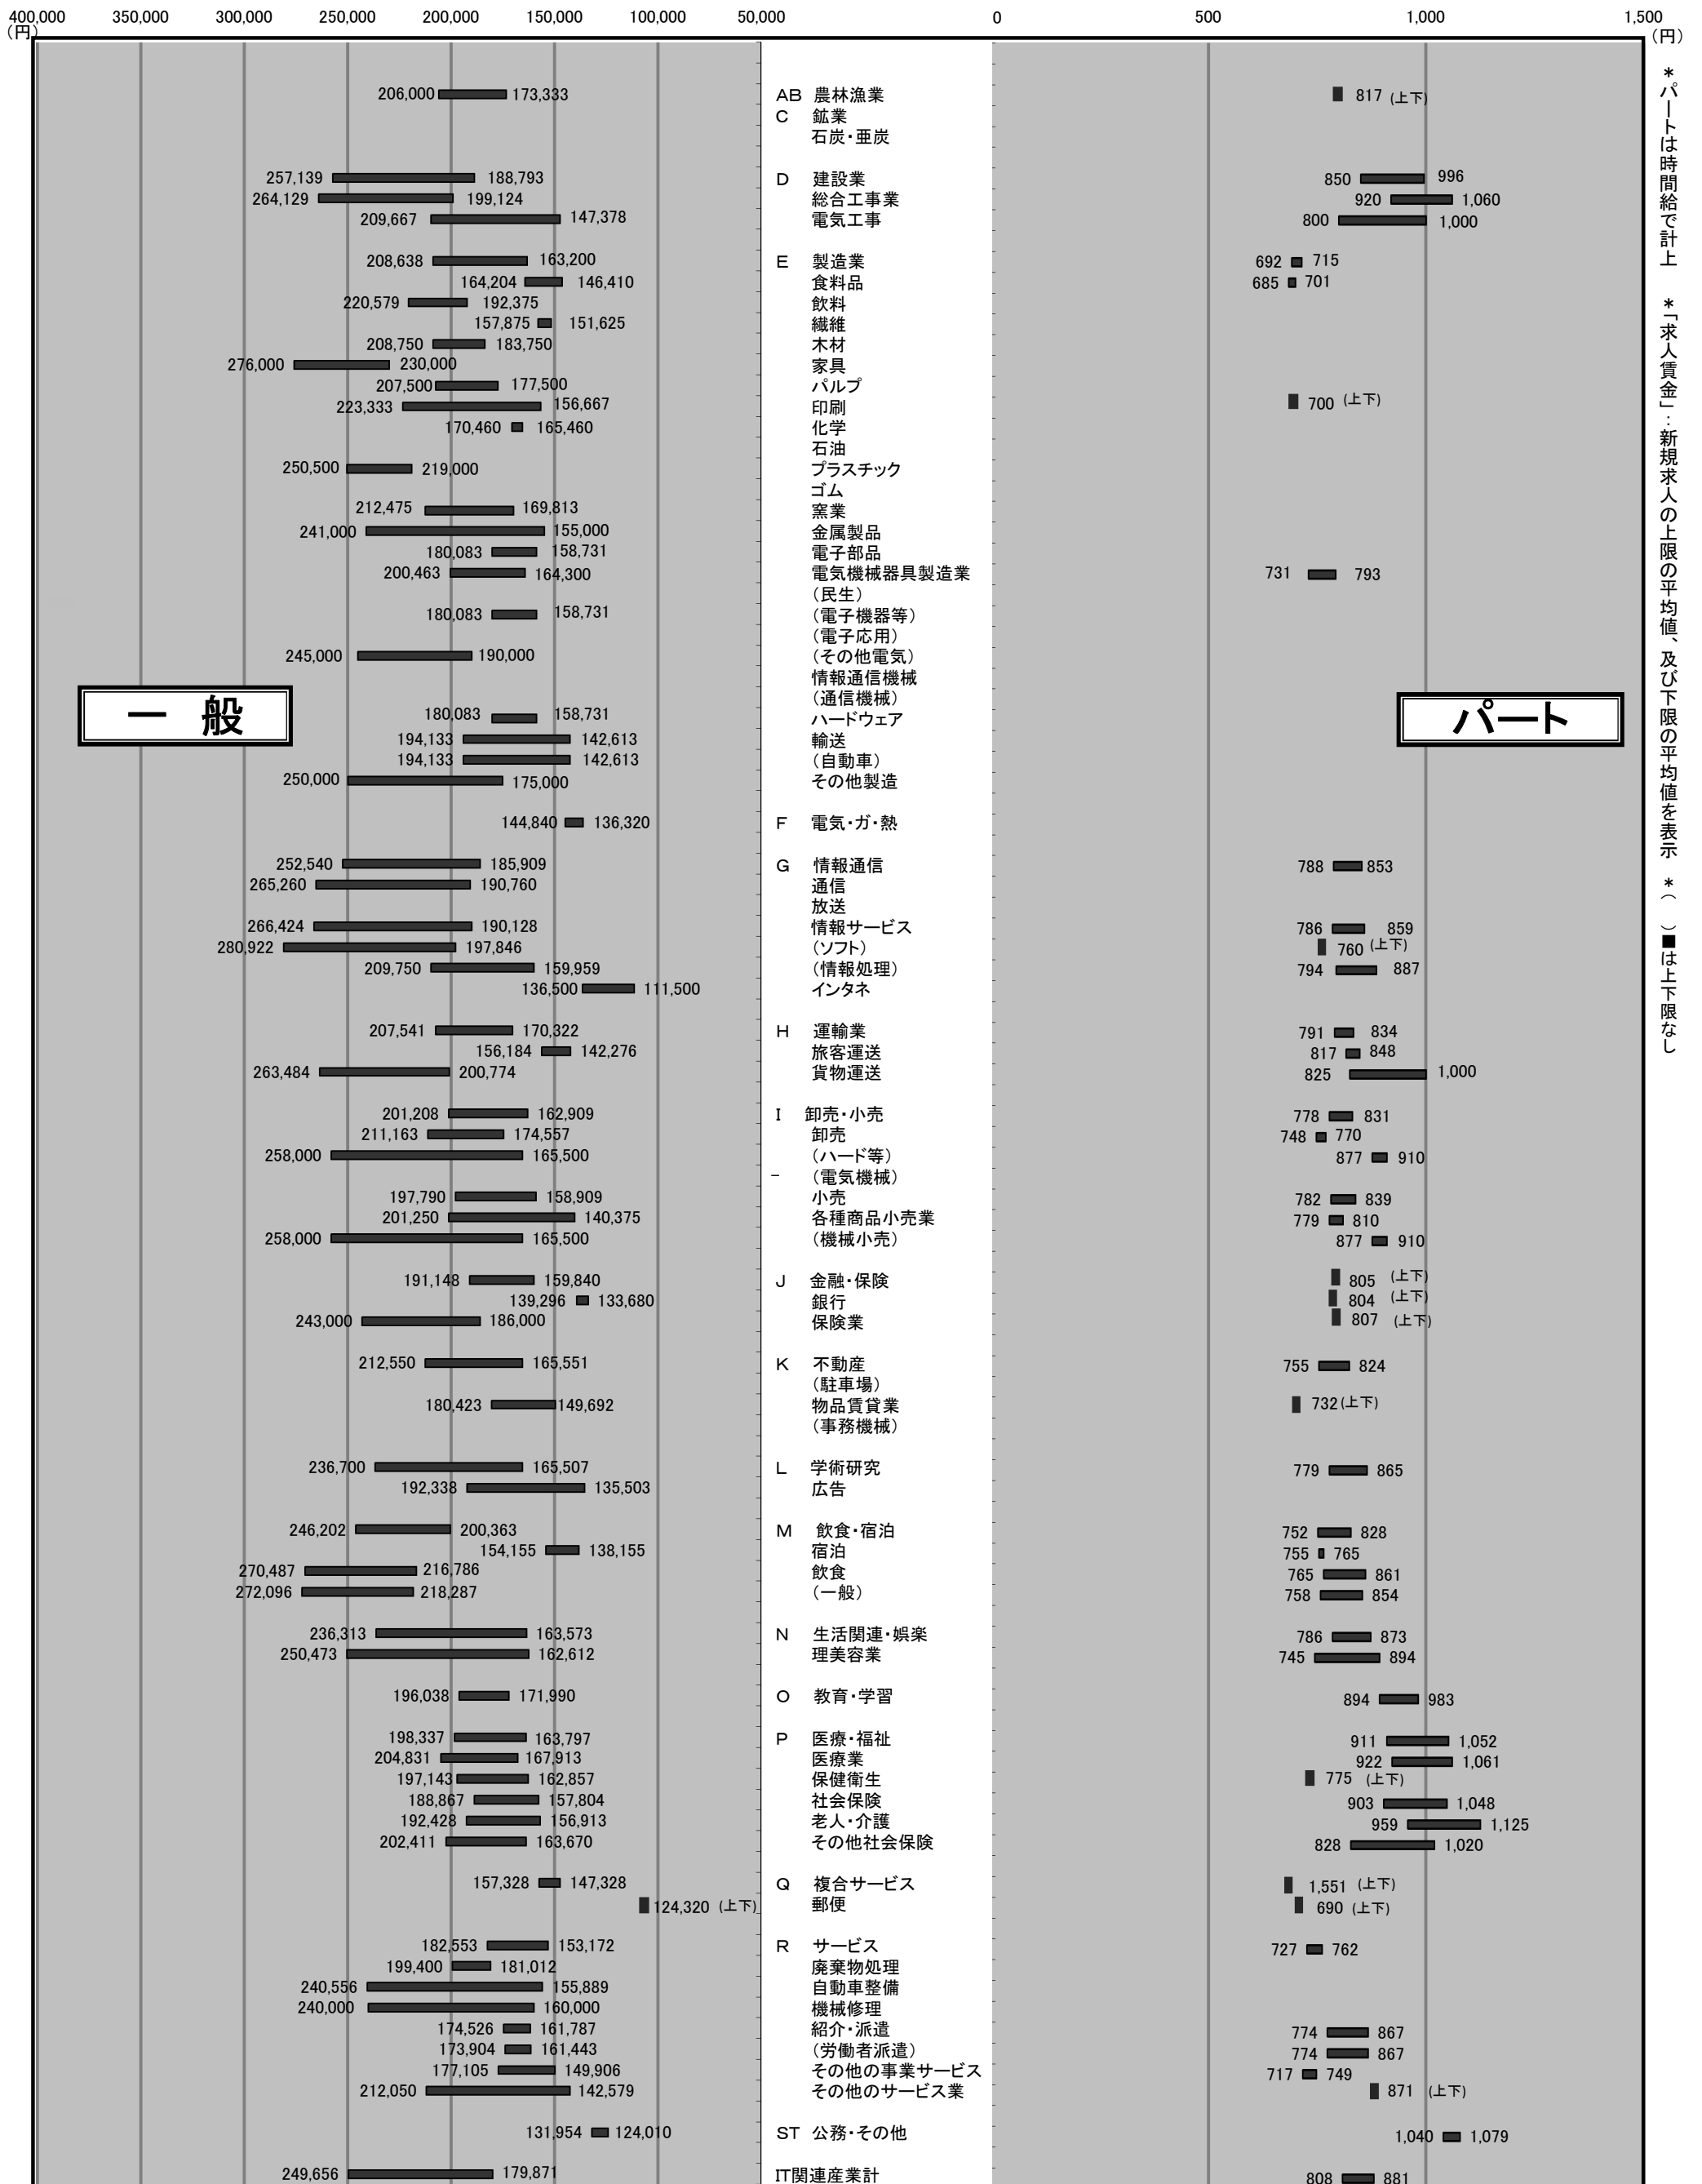 400,000 350,000 300,000 250,000 200,000 150,000 100,000 50,000 0 500 1,000 1,500
(円) (円)
206,000 173,333 AB 農林漁業 817 (上下)
C 鉱業
石炭・亜炭
257,139 188,793 D 建設業 850 996
264,129 199,124 総合工事業 920 1,060
209,667 147,378 電気工事 800 1,000
208,638 163,200 E 製造業 692 715
164,204 146,410 食料品 685 701
220,579 192,375 飲料
157,875 151,625 繊維
208,750 183,750 木材
276,000 230,000 家具
207,500 177,500 パルプ
223,333 156,667 印刷 700 (上下)
170,460 165,460 化学
石油
250,500 219,000 プラスチック
ゴム
212,475 169,813 窯業
241,000 155,000 金属製品
180,083 158,731 電子部品
200,463 164,300 電気機械器具製造業 731 793
(民生)
180,083 158,731 (電子機器等)
(電子応用)
245,000 190,000 (その他電気)
情報通信機械
(通信機械)
一 般
パート
180,083 158,731 ハードウェア
194,133 142,613 輸送
194,133 142,613 (自動車)
250,000 175,000 その他製造
144,840 136,320 F 電気・ガ・熱
252,540 185,909 G 情報通信 788 853
265,260 190,760 通信
放送
266,424 190,128 情報サービス 786 859
280,922 197,846 (ソフト) 760 (上下)
209,750 159,959 (情報処理) 794 887
136,500 111,500 インタネ
207,541 170,322 H 運輸業 791 834
156,184 142,276 旅客運送 817 848
263,484 200,774 貨物運送 825 1,000
201,208 162,909 I 卸売・小売 778 831
211,163 174,557 卸売 748 770
258,000 165,500 (ハード等) 877 910
- (電気機械)
197,790 158,909 小売 782 839
201,250 140,375 各種商品小売業 779 810
258,000 165,500 (機械小売) 877 910
191,148 159,840 J 金融・保険 805 (上下)
139,296 133,680 銀行 804 (上下)
243,000 186,000 保険業 807 (上下)
212,550 165,551 K 不動産 755 824
(駐車場)
180,423 149,692 物品賃貸業 732 (上下)
(事務機械)
236,700 165,507 L 学術研究 779 865
192,338 135,503 広告
246,202 200,363 M 飲食・宿泊 752 828
154,155 138,155 宿泊 755 765
270,487 216,786 飲食 765 861
272,096 218,287 (一般) 758 854
236,313 163,573 N 生活関連・娯楽 786 873
250,473 162,612 理美容業 745 894
196,038 171,990 O 教育・学習 894 983
198,337 163,797 P 医療・福祉 911 1,052
204,831 167,913 医療業 922 1,061
197,143 162,857 保健衛生 775 (上下)
188,867 157,804 社会保険 903 1,048
192,428 156,913 老人・介護 959 1,125
202,411 163,670 その他社会保険 828 1,020
157,328 147,328 Q 複合サービス 1,551 (上下)
124,320 (上下) 郵便 690 (上下)
182,553 153,172 R サービス 727 762
199,400 181,012 廃棄物処理
240,556 155,889 自動車整備
240,000 160,000 機械修理
174,526 161,787 紹介・派遣 774 867
173,904 161,443 (労働者派遣) 774 867
177,105 149,906 その他の事業サービス 717 749
212,050 142,579 その他のサービス業 871 (上下)
131,954 124,010 ST 公務・その他 1,040 1,079
249,656 179,871 IT関連産業計 808 881
*パートは時間給で計上 *「求人賃金」:新規求人の上限の平均値、及び下限の平均値を表示 *( )■は上下限なし